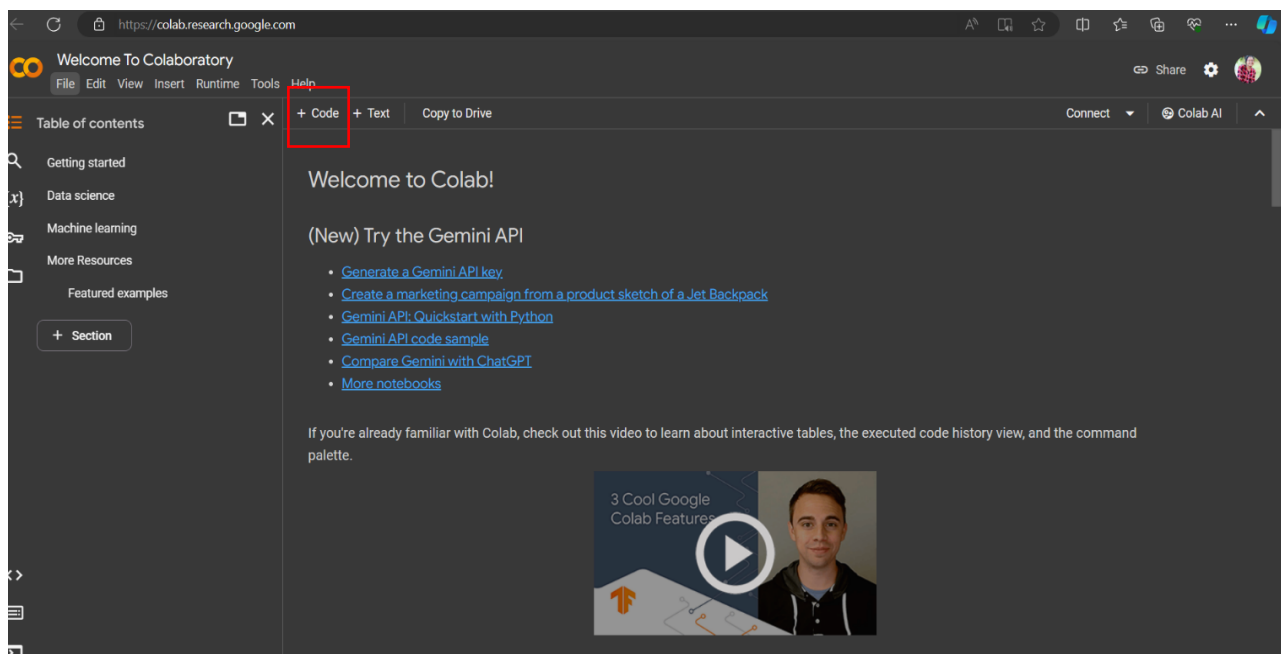 https://colab.research.google.com
Welcome To Colaboratory
File Edit View Insert Runtime Tools Help
Share
Table of contents
+ Code + Text Copy to Drive
Connect
Colab AI
Getting started
Data science
Machine learning
More Resources
Featured examples
+ Section
Welcome to Colab!
(New) Try the Gemini API
• Generate a Gemini API key
• Create a marketing campaign from a product sketch of a Jet Backpack
• Gemini API: Quickstart with Python
• Gemini API code sample
• Compare Gemini with ChatGPT
• More notebooks
If you're already familiar with Colab, check out this video to learn about interactive tables, the executed code history view, and the command
palette.
3 Cool Google
Colab Features